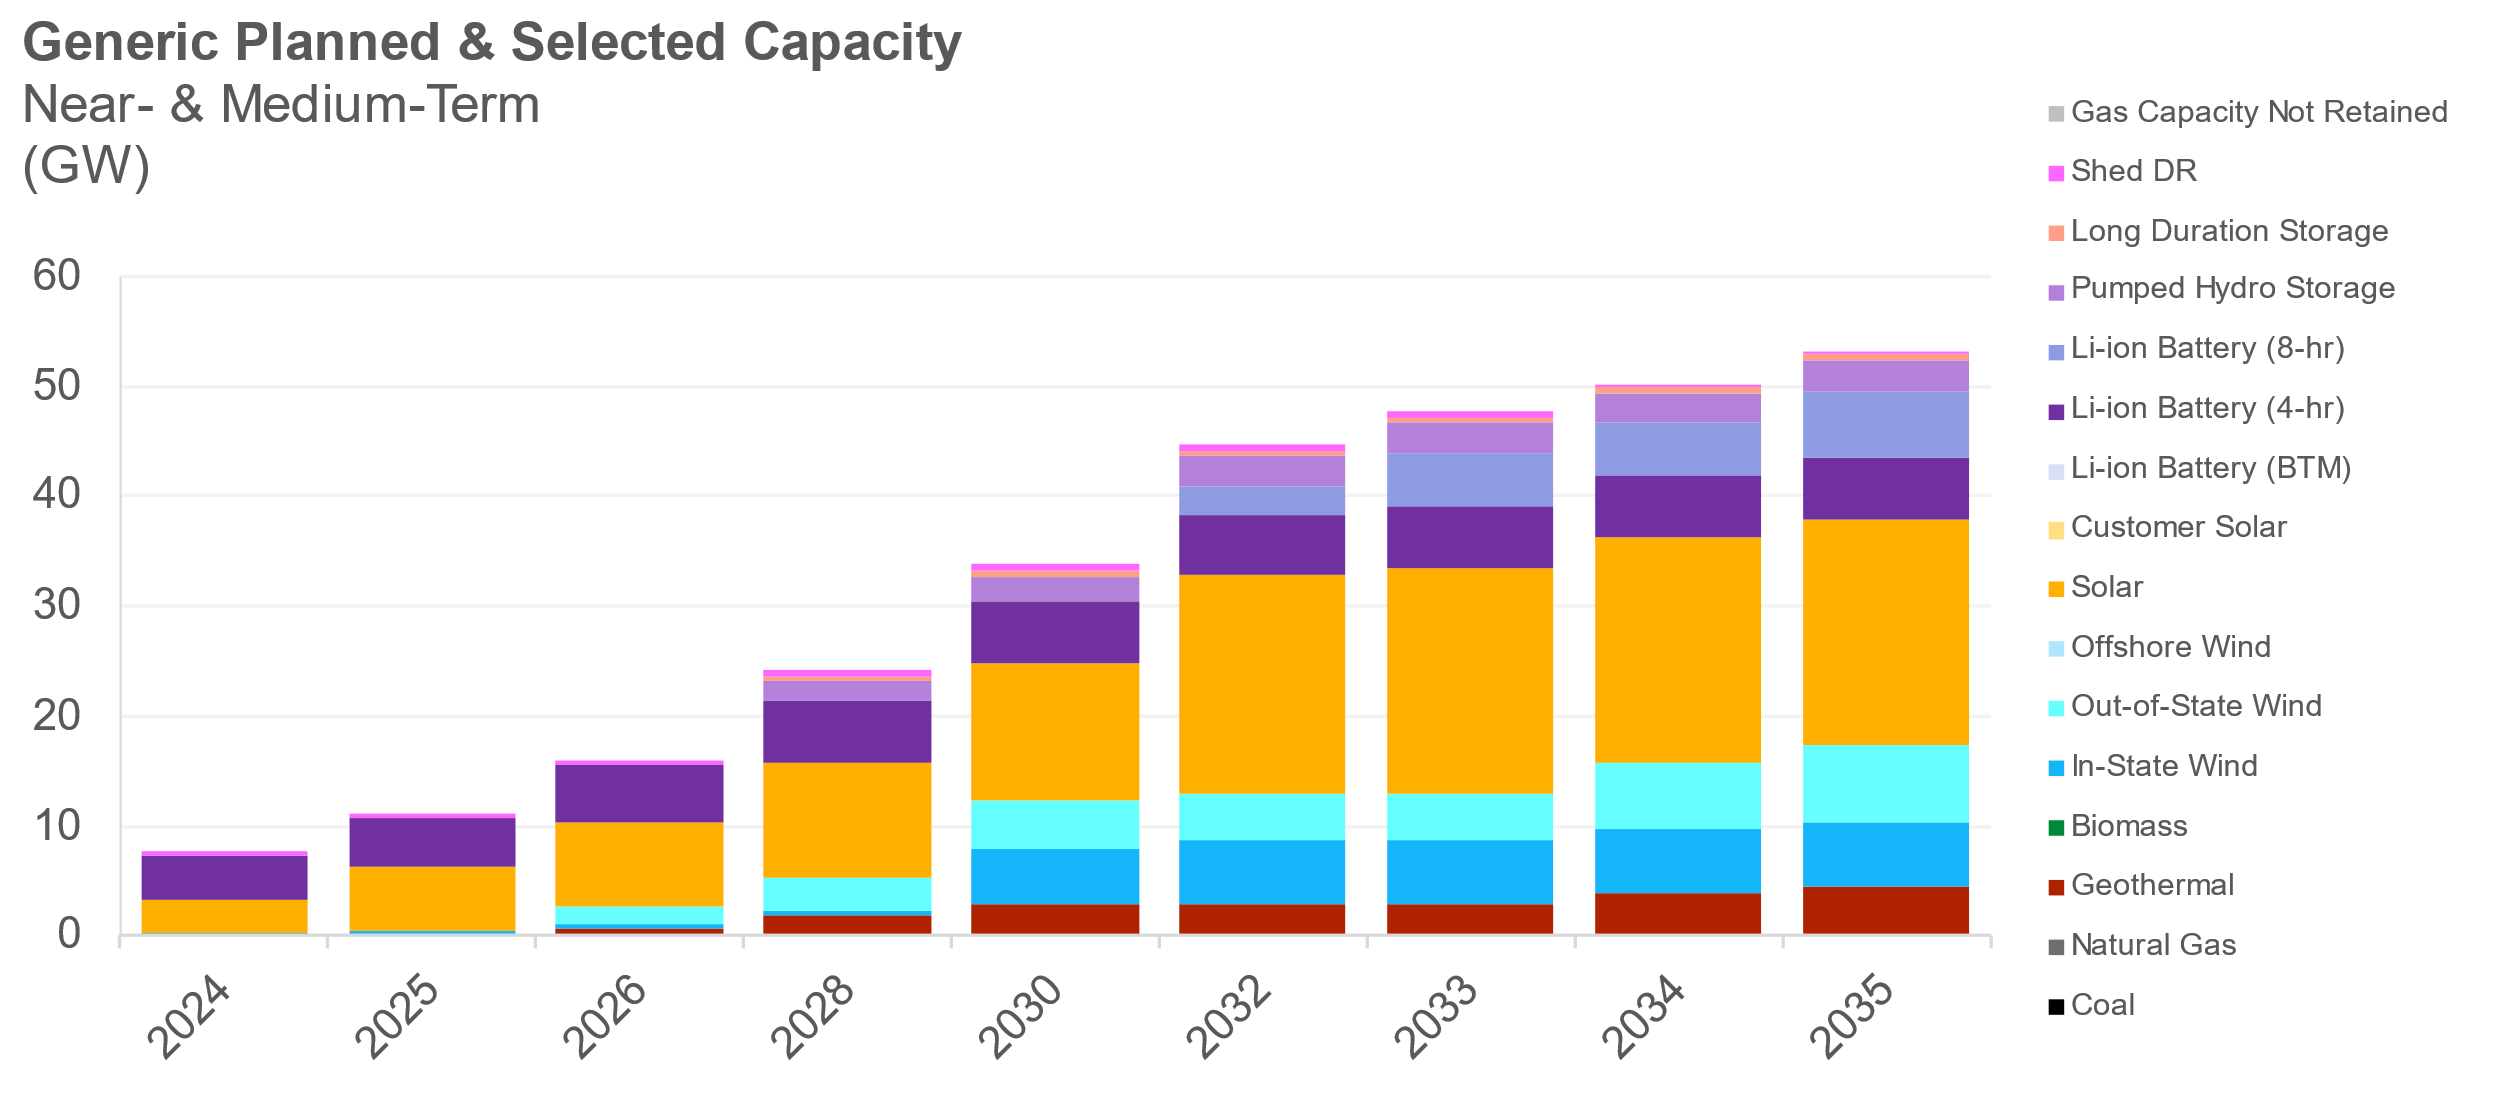 Generic Planned & Selected Capacity
Near- & Medium-Term
(GW)
Gas Capacity Not Retained
Shed DR
Long Duration Storage
Pumped Hydro Storage
Li-ion Battery (8-hr)
Li-ion Battery (4-hr)
Li-ion Battery (BTM)
Customer Solar
Solar
Offshore Wind
Out-of-State Wind
In-State Wind
Biomass
Geothermal
Natural Gas
Coal
60
50
40
30
20
10
0
2024
2025
2026
2028
2030
2032
2033
2034
2035